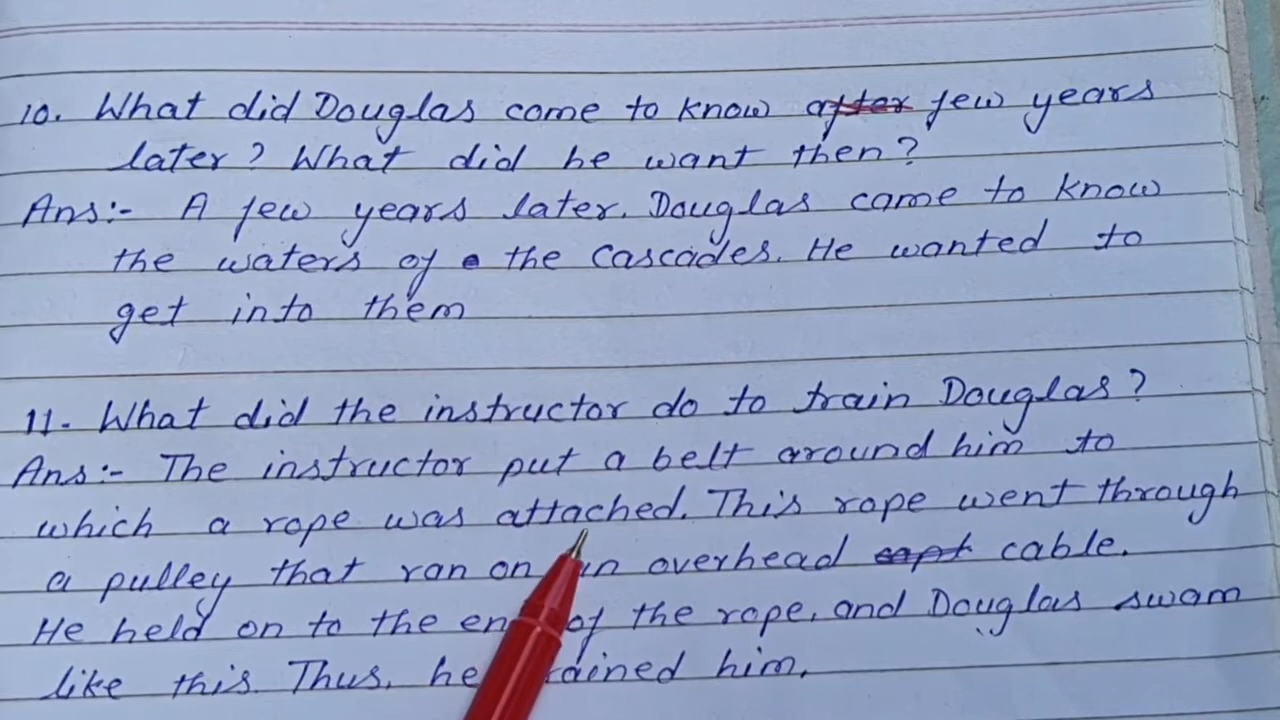 10. What did Douglas come to know after few years
later? What did he want then?
Ans:- A few years later. Douglas came to know
the waters of the Cascades. He wanted to
get into them
11. What did the instructor do to train Douglas?
Ans:- The instructor put a belt around him to
which a rope was attached. This rope went through
a pulley that ran on an overhead cable.
He held on to the end of the rope, and Douglas swam
like this. Thus, he trained him.